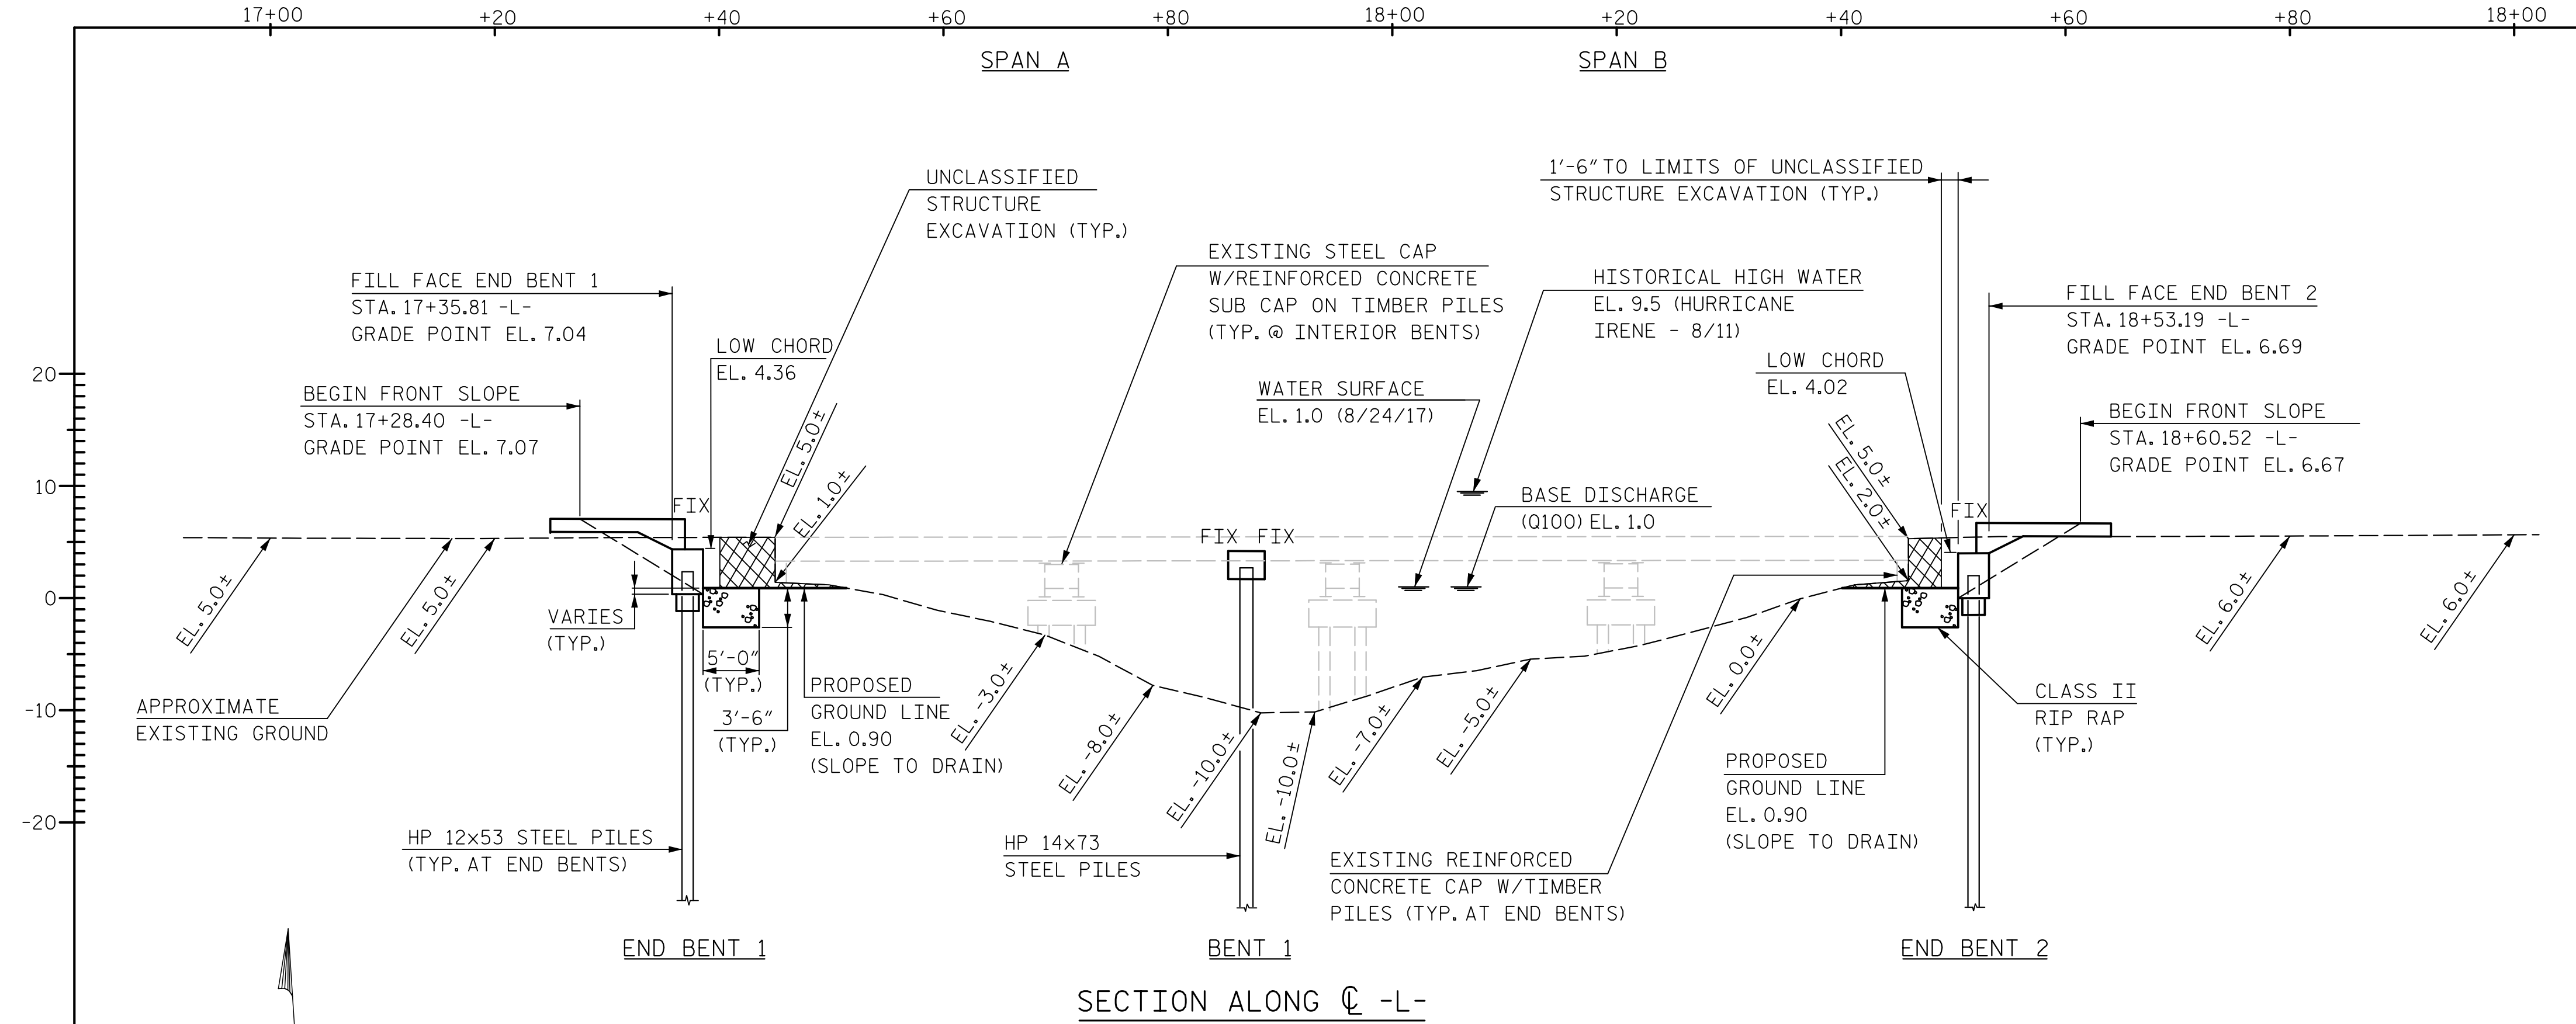 17+00
+20
+40
+60
+80
18+00
+20
+40
+60
+80
18+00
SPAN A
SPAN B
UNCLASSIFIED
STRUCTURE
EXCAVATION (TYP.)
1'-6" TO LIMITS OF UNCLASSIFIED
STRUCTURE EXCAVATION (TYP.)
FILL FACE END BENT 1
STA. 17+35.81 -L-
GRADE POINT EL. 7.04
EXISTING STEEL CAP
W/REINFORCED CONCRETE
SUB CAP ON TIMBER PILES
(TYP. @ INTERIOR BENTS)
HISTORICAL HIGH WATER
EL. 9.5 (HURRICANE
IRENE - 8/11)
FILL FACE END BENT 2
STA. 18+53.19 -L-
GRADE POINT EL. 6.69
LOW CHORD
EL. 4.36
LOW CHORD
EL. 4.02
BEGIN FRONT SLOPE
STA. 17+28.40 -L-
GRADE POINT EL. 7.07
WATER SURFACE
EL. 1.0 (8/24/17)
BEGIN FRONT SLOPE
STA. 18+60.52 -L-
GRADE POINT EL. 6.67
20
10
0
-10
-20
EL. 5.0±
EL. 1.0±
EL. 5.0±
EL. 2.0±
FIX
FIX FIX
FIX
BASE DISCHARGE
(Q100) EL. 1.0
EL. 5.0±
EL. 5.0±
VARIES
(TYP.)
5'-0"
(TYP.)
3'-6"
(TYP.)
PROPOSED
GROUND LINE
EL. 0.90
(SLOPE TO DRAIN)
EL. -3.0±
EL. -8.0±
EL. -10.0±
EL. -10.0±
EL. -7.0±
EL. -5.0±
EL. 0.0±
EL. 6.0±
EL. 6.0±
APPROXIMATE
EXISTING GROUND
CLASS II
RIP RAP
(TYP.)
PROPOSED
GROUND LINE
EL. 0.90
(SLOPE TO DRAIN)
HP 12x53 STEEL PILES
(TYP. AT END BENTS)
HP 14x73
STEEL PILES
EXISTING REINFORCED
CONCRETE CAP W/TIMBER
PILES (TYP. AT END BENTS)
END BENT 1
BENT 1
END BENT 2
SECTION ALONG ℄ -L-